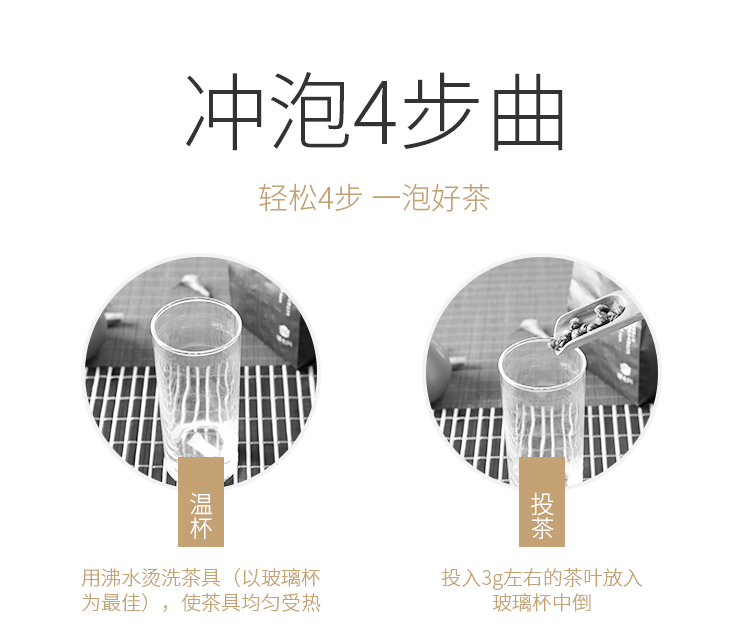 冲泡4步曲
轻松4步 一泡好茶
温杯
用沸水烫洗茶具（以玻璃杯
为最佳），使茶具均匀受热
投茶
投入3g左右的茶叶放入
玻璃杯中倒